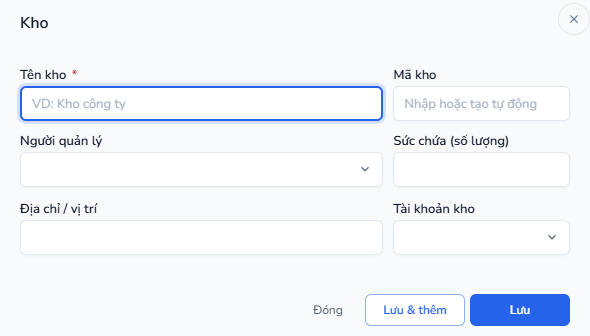 Kho
Tên kho *
Mã kho
VD: Kho công ty
Nhập hoặc tạo tự động
Người quản lý
Sức chứa (số lượng)
Địa chỉ / vị trí
Tài khoản kho
Đóng
Lưu & thêm
Lưu